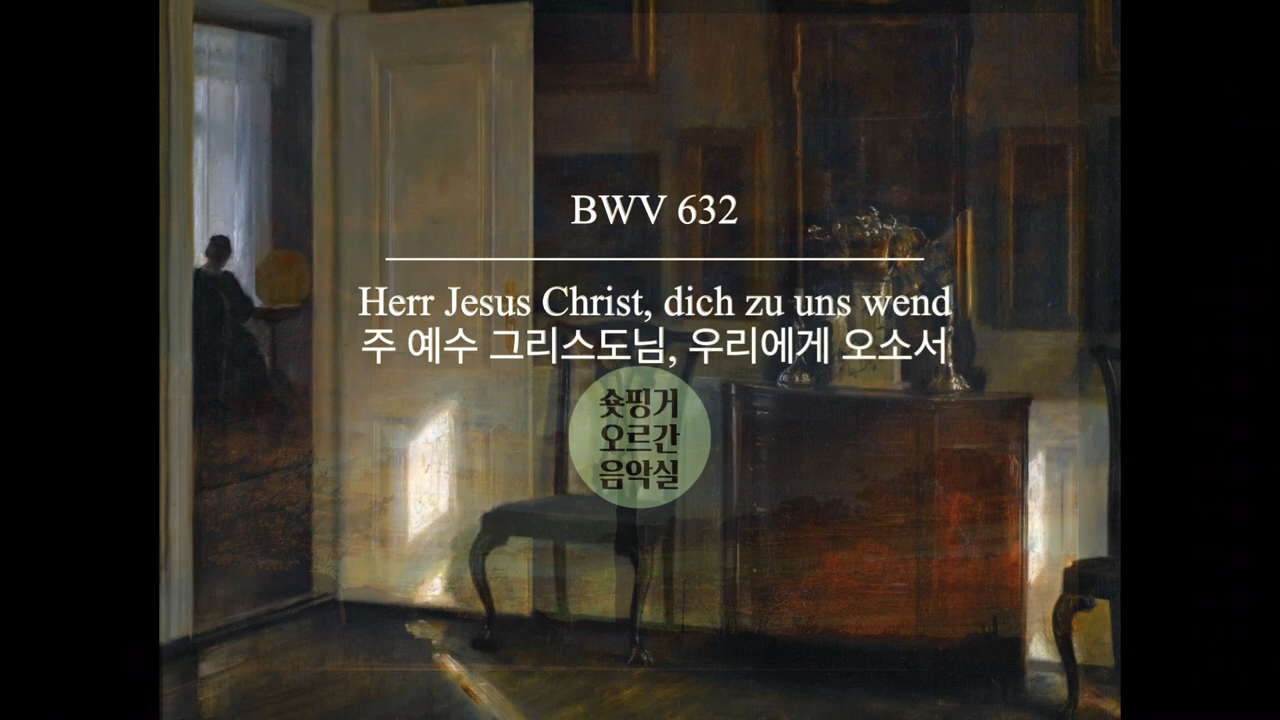 BWV 632
Herr Jesus Christ, dich zu uns wend
주 예수 그리스도님, 우리에게 오소서
숏핑거
오르간
음악실